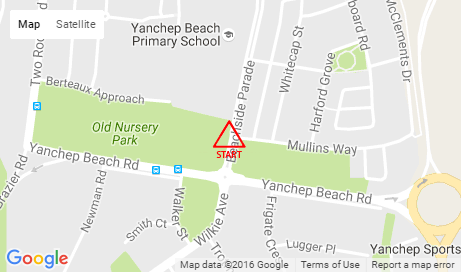 Map
Satellite
Yanchep Beach
Primary School
Two Roc
Berteaux Approach
Old Nursery
Park
Beachside Parade
START
Whitecap St
Harford Grove
board Rd
McClements Dr
Mullins Way
Yanchep Beach Rd
Yanchep Beach Rd
Brazier Rd
Newman Rd
Smith Ct
Walker St
Wilkie Ave
Tro
Frigate Cre
Lugger Pl
Yanchep Sports
Google
Map data ©2016 Google
Terms of Use
Report a map error